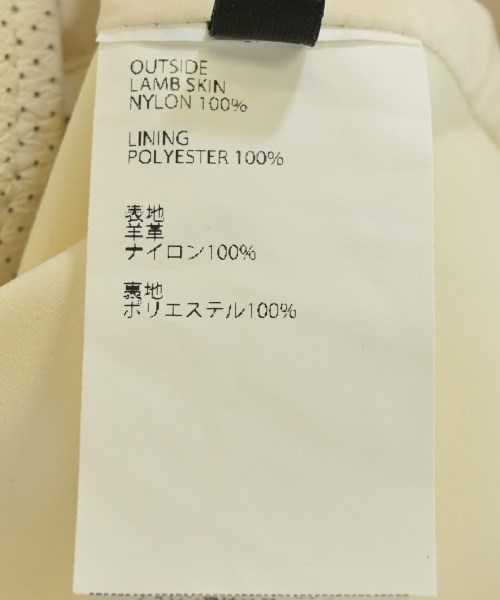 OUTSIDE
LAMB SKIN
NYLON 100%
LINING
POLYESTER 100%
表地
羊革
ナイロン100%
裏地
ポリエステル100%